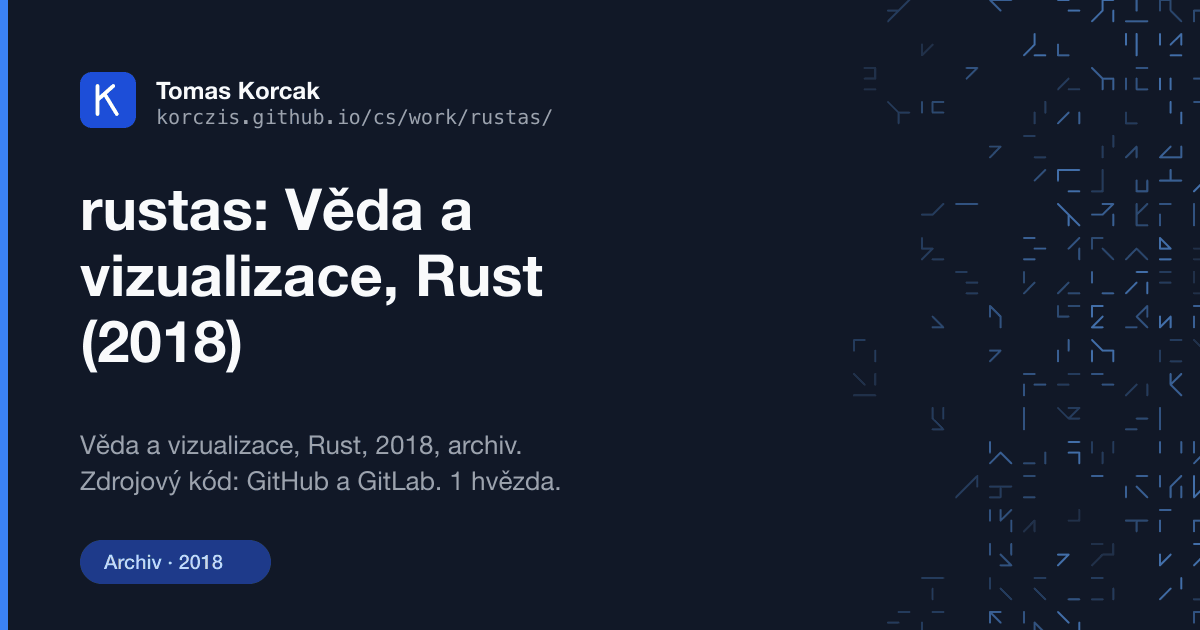 Tomas Korcak
korczis.github.io/cs/work/rustas/
rustas: Věda a
vizualizace, Rust
(2018)
Věda a vizualizace, Rust, 2018, archiv.
Zdrojový kód: GitHub a GitLab. 1 hvězda.
Archiv · 2018